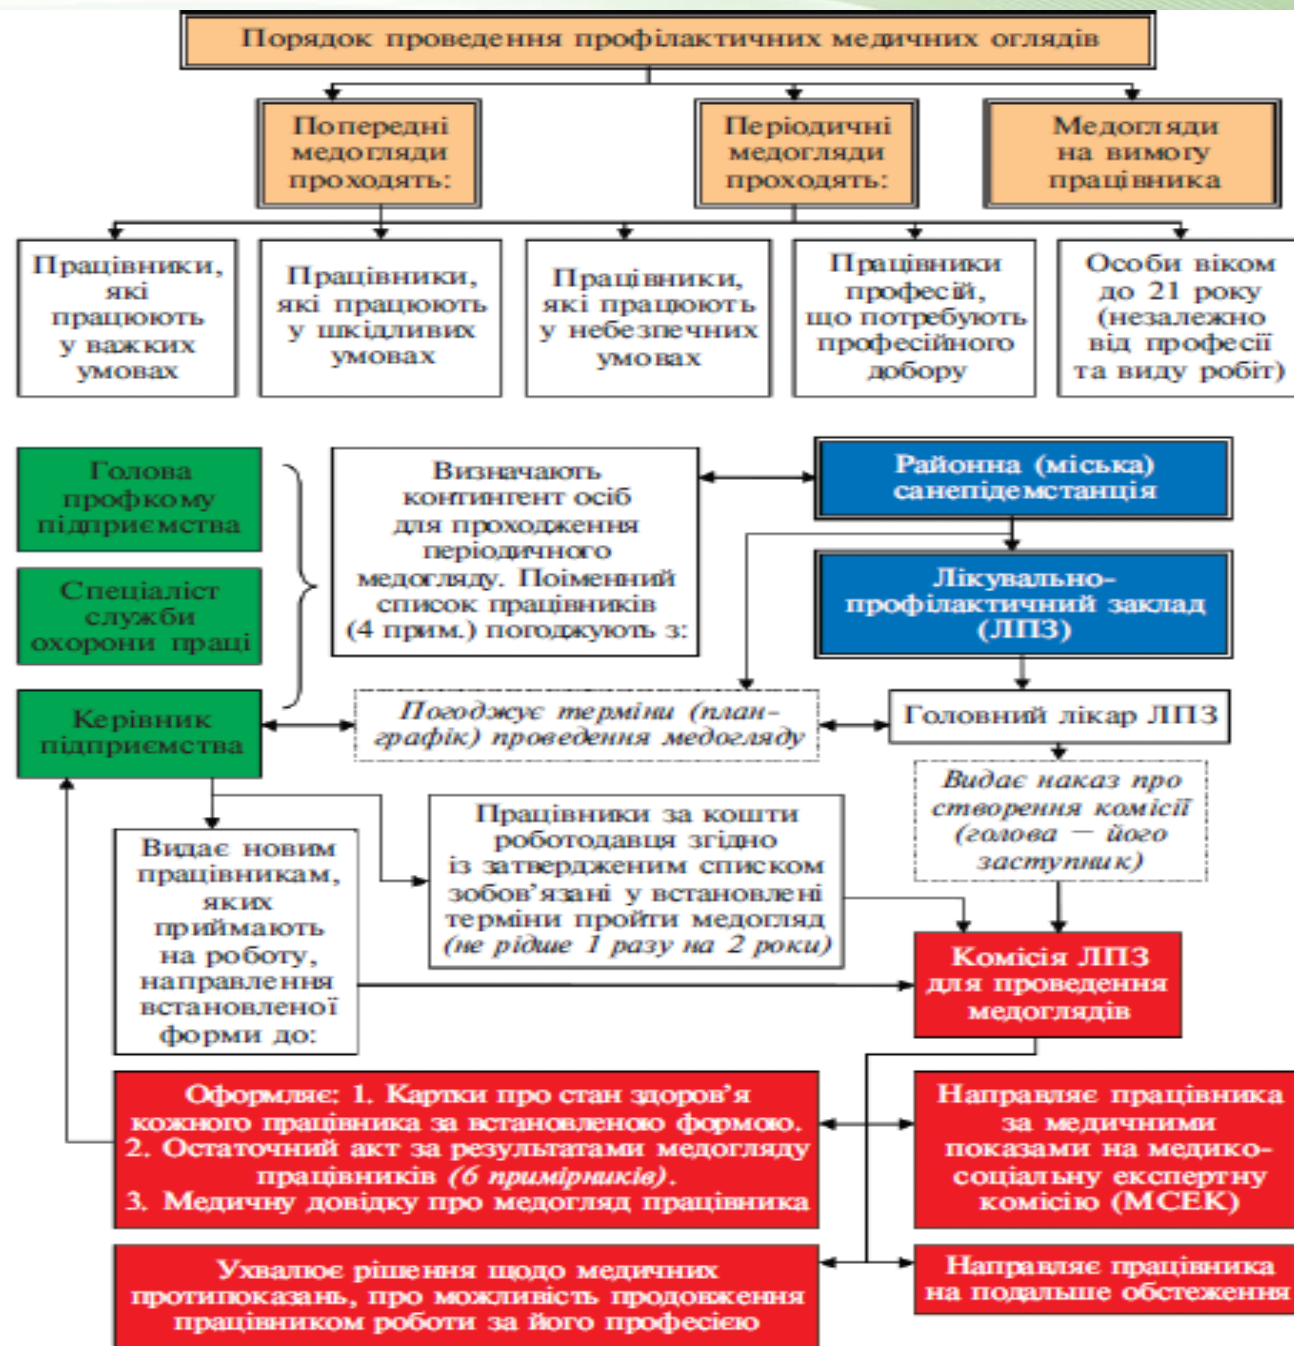 Порядок проведення профілактичних медичних оглядів
Попередні
медогляди
проходять:
Періодичні
медогляди
проходять:
Медогляди
на вимогу
працівника
Працівники,
які
працюють
у важких
умовах
Працівники,
які працюють
у шкідливих
умовах
Працівники,
які працюють
у небезпечних
умовах
Працівники
професій,
що потребують
професійного
добору
Особи віком
до 21 року
(незалежно
від професії
та виду робіт)
Голова
профкому
підприємства
Спеціаліст
служби
охорони праці
Керівник
підприємства
Визначають
контингент осіб
для проходження
періодичного
медогляду. Поіменний
список працівників
(4 прим.) погоджують з:
Районна (міська)
санепідемстанція
Лікувально-
профілактичний заклад
(ЛПЗ)
Погоджує терміни (план-
графік) проведення медогляду
Головний лікар ЛПЗ
Видає наказ про
створення комісії
(голова — його
заступник)
Видає новим
працівникам,
яких
приймають
на роботу,
направлення
встановленої
форми до:
Працівники за кошти
роботодавця згідно
із затвердженим списком
зобов’язані у встановлені
терміни пройти медогляд
(не рідше 1 разу на 2 роки)
Комісія ЛПЗ
для проведення
медоглядів
Оформляє: 1. Картки про стан здоров’я
кожного працівника за встановленою формою.
2. Остаточний акт за результатами медогляду
працівників (6 примірників).
3. Медичну довідку про медогляд працівника
Направляє працівника
за медичними
показами на медико-
соціальну експертну
комісію (МСЕК)
Ухвалює рішення щодо медичних
протипоказань, про можливість продовження
працівником роботи за його професією
Направляє працівника
на подальше обстеження